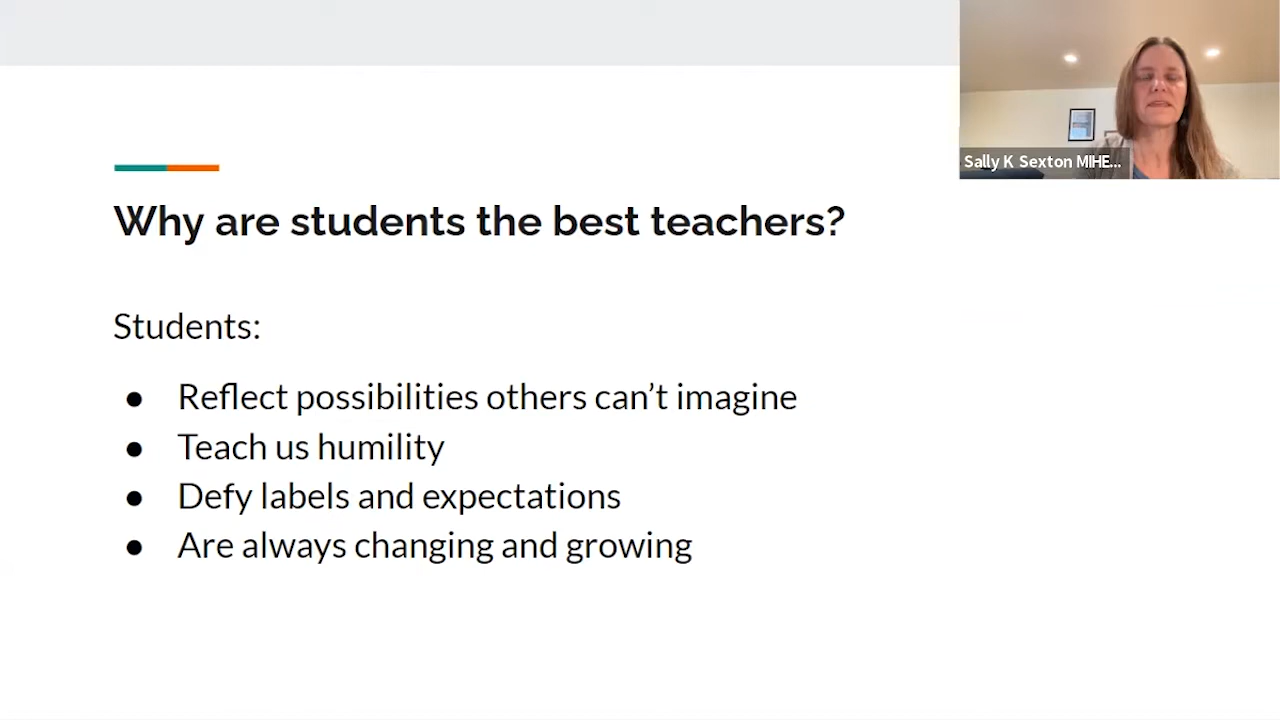 Sally K Sexton MIHE...
Why are students the best teachers?
Students:
● Reflect possibilities others can’t imagine
● Teach us humility
● Defy labels and expectations
● Are always changing and growing